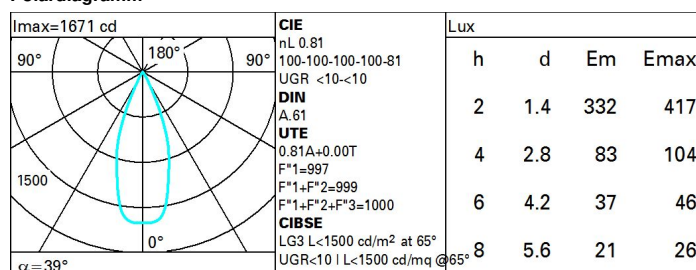 Imax=1671 cd
90°
180°
90°
1500
0°
α=39°
CIE
nL 0.81
100-100-100-100-81
UGR <10-<10
DIN
A.61
UTE
0.81A+0.00T
F"1=997
F"1+F"2=999
F"1+F"2+F"3=1000
CIBSE
LG3 L<1500 cd/m² at 65°
UGR<10 | L<1500 cd/mq @65°
Lux
h d Em Emax
2 1.4 332 417
4 2.8 83 104
6 4.2 37 46
8 5.6 21 26